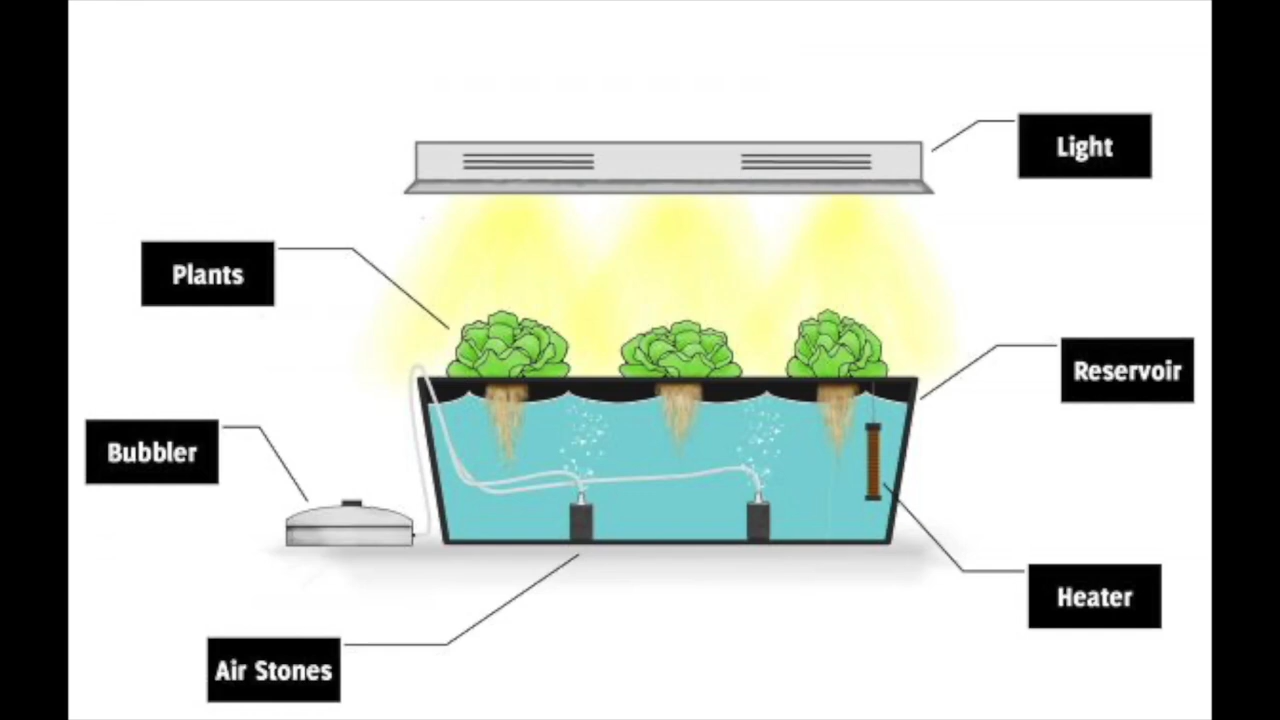 Light
Plants
Reservoir
Bubbler
Heater
Air Stones